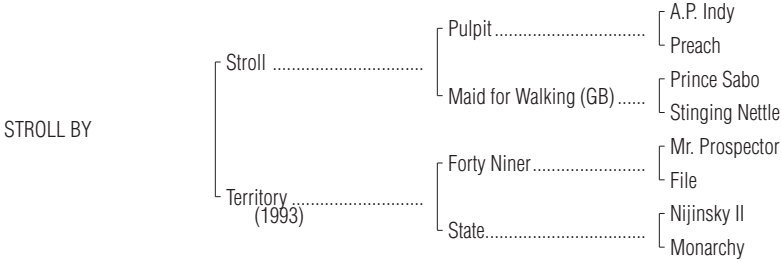 A.P. Indy
Pulpit................................
Preach
Stroll ................................
Prince Sabo
Maid for Walking (GB) ......
Stinging Nettle
STROLL BY
Mr. Prospector
Forty Niner........................
File
Territory ............................
(1993)
Nijinsky II
State..................................
Monarchy